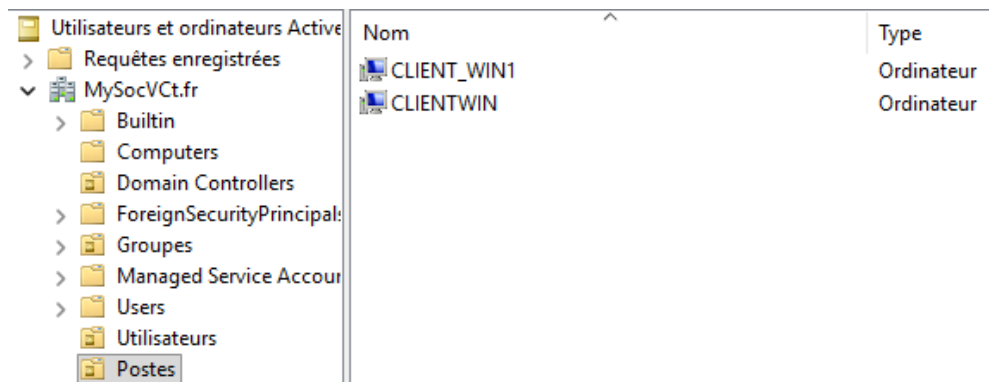 Utilisateurs et ordinateurs Active
Requêtes enregistrées
MySocVCt.fr
Builtin
Computers
Domain Controllers
ForeignSecurityPrincipals
Groupes
Managed Service Accour
Users
Utilisateurs
Postes
Nom Type
CLIENT_WIN1 Ordinateur
CLIENTWIN Ordinateur